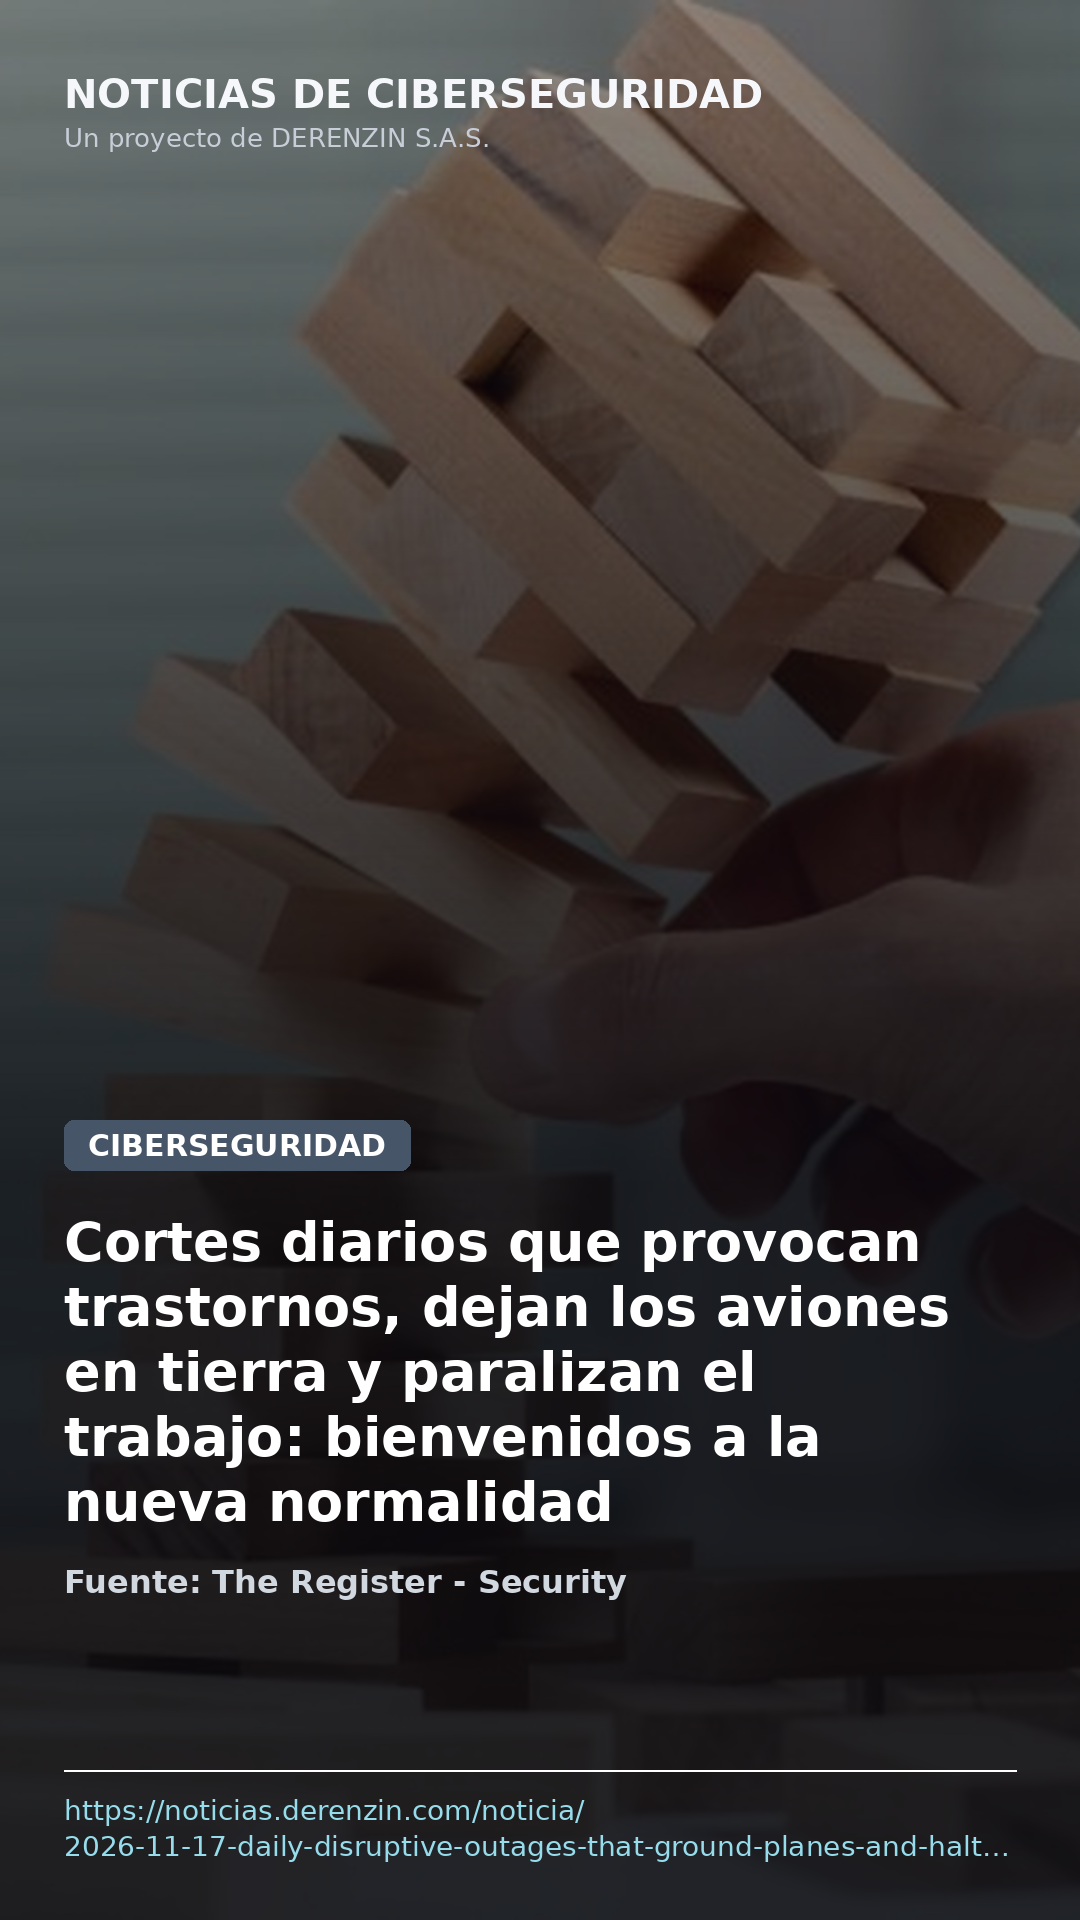 NOTICIAS DE CIBERSEGURIDAD
Un proyecto de DERENZIN S.A.S.
CIBERSEGURIDAD
Cortes diarios que provocan
trastornos, dejan los aviones
en tierra y paralizan el
trabajo: bienvenidos a la
nueva normalidad
Fuente: The Register - Security
https://noticias.derenzin.com/noticia/
2026-11-17-daily-disruptive-outages-that-ground-planes-and-halt…